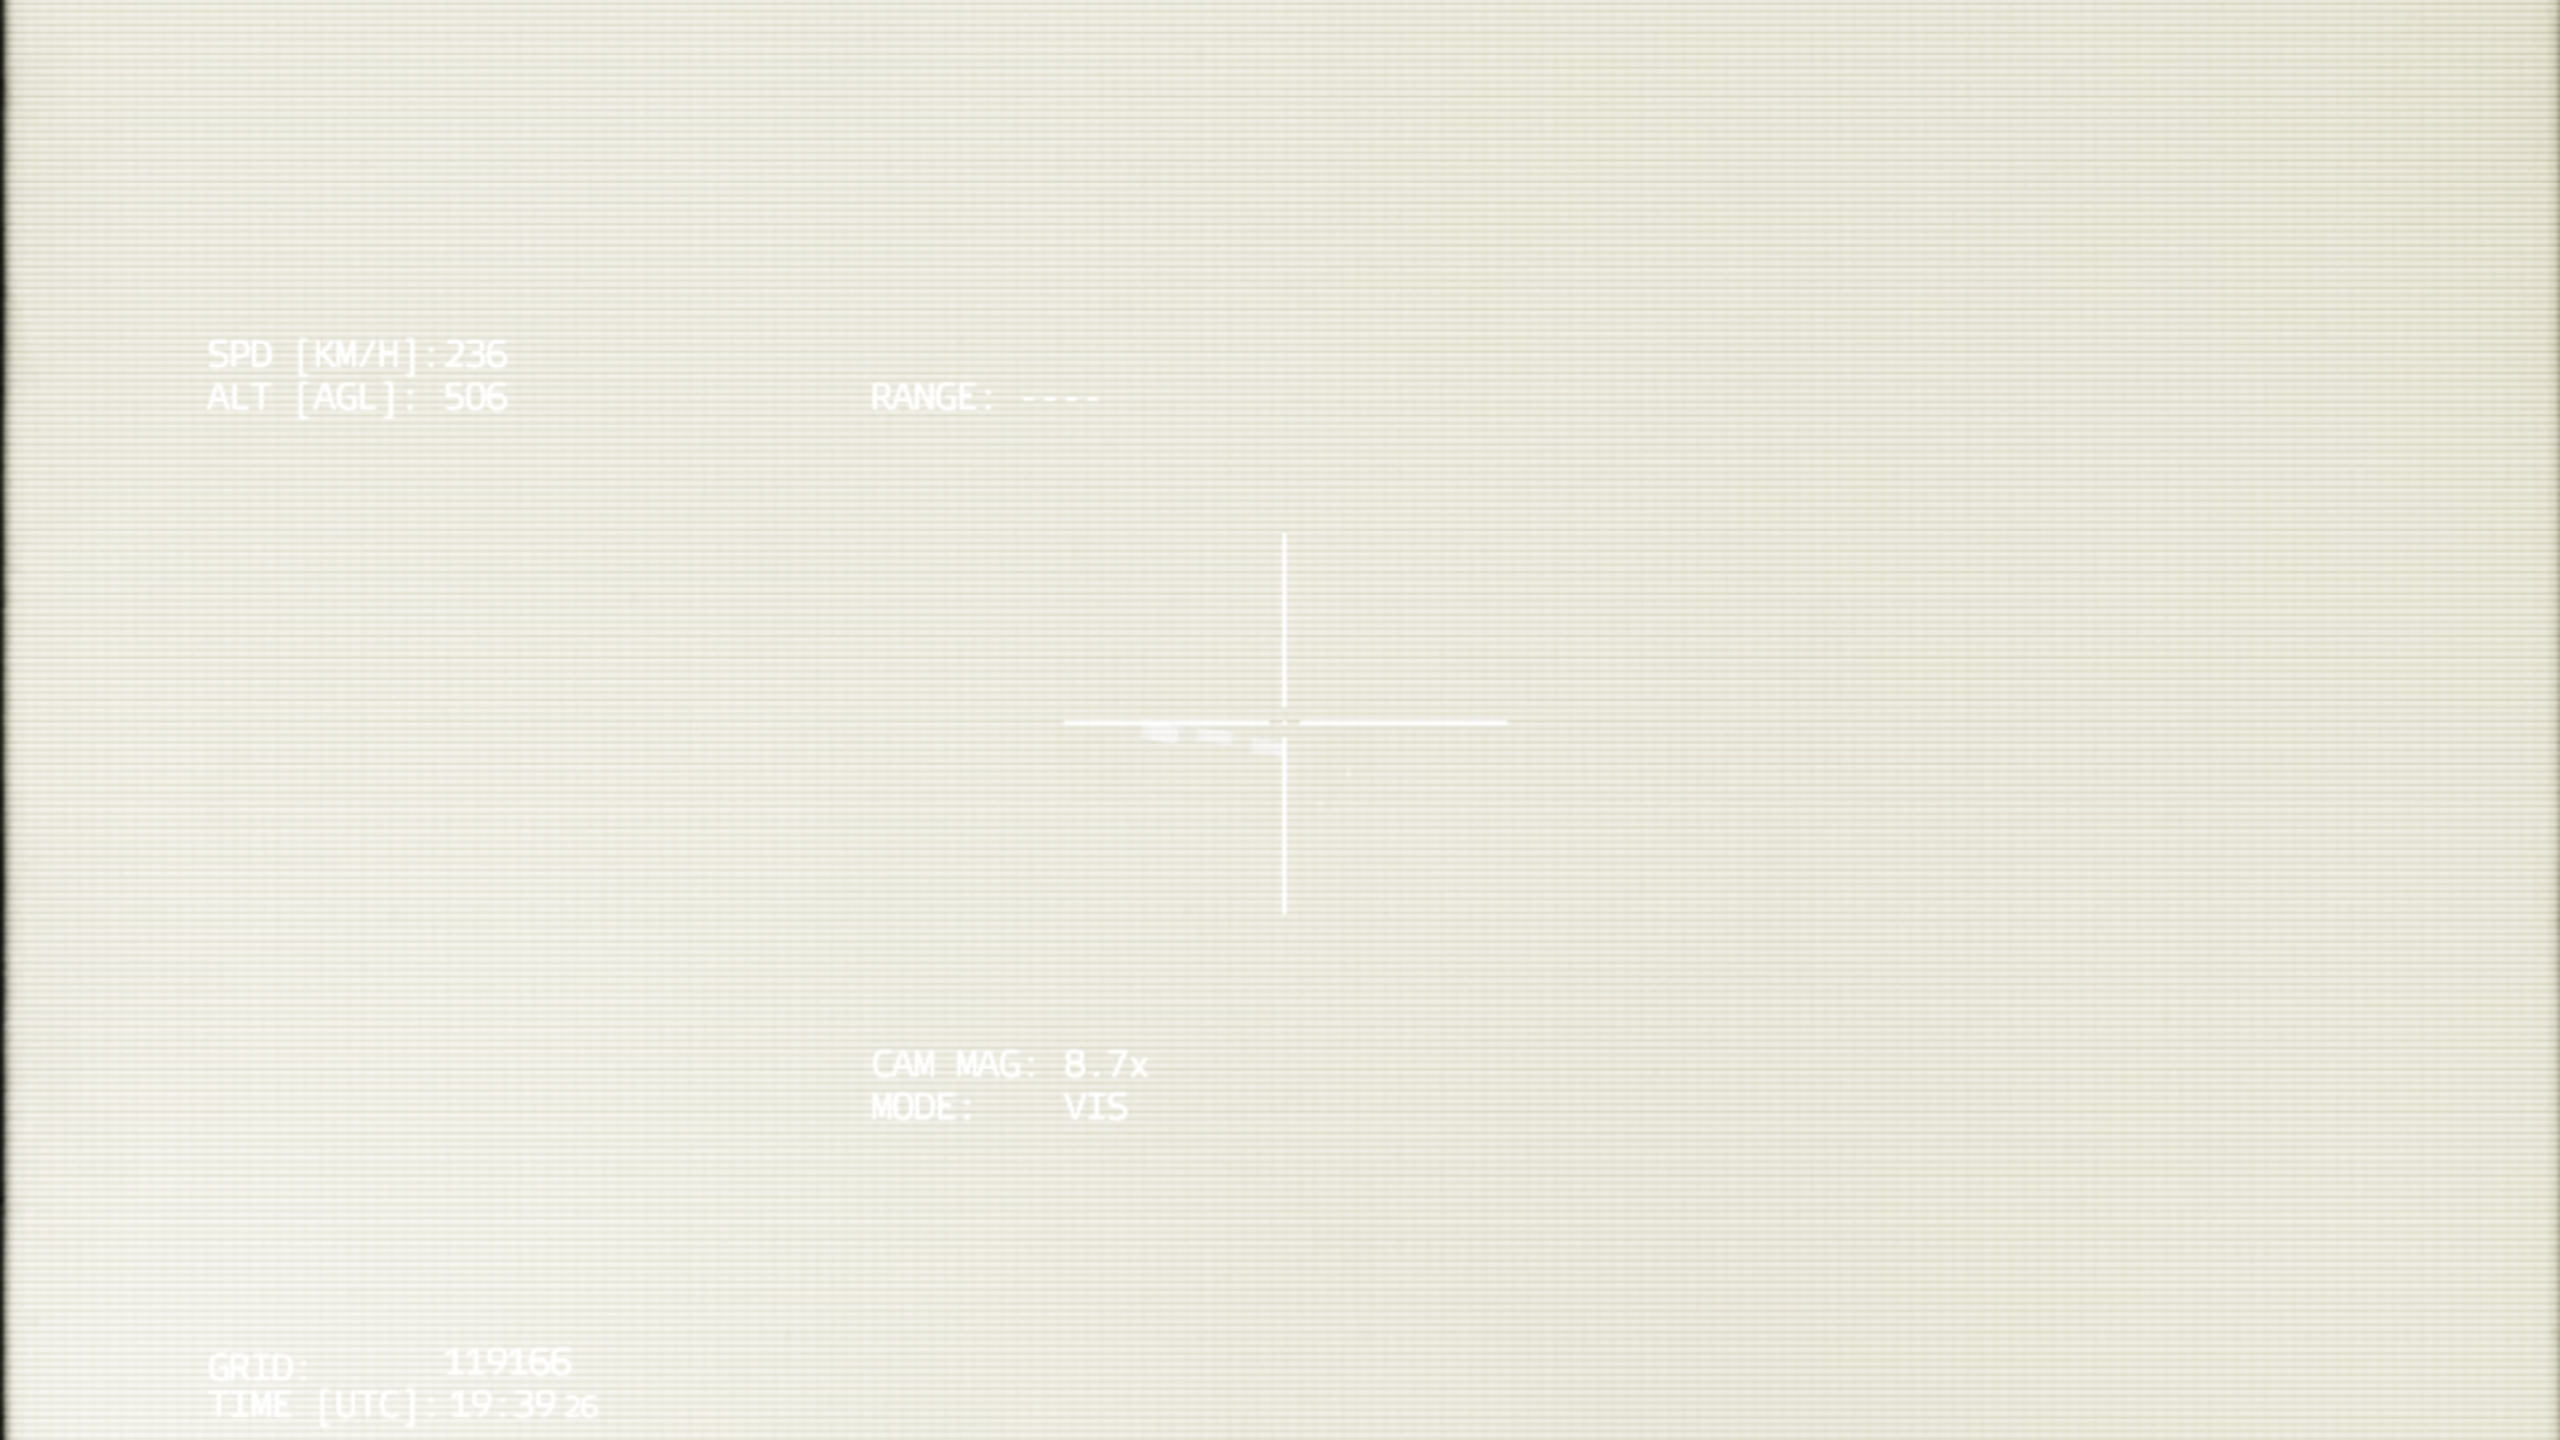 SPD [KM/H]:236
ALT [AGL]: 506
RANGE: ----
CAM MAG: 8.7x
MODE: VIS
GRID: 119166
TIME [UTC]:19:39 26